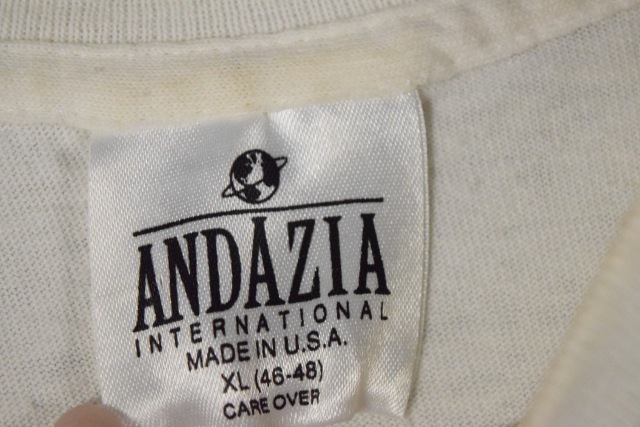 ANDAZIA
INTERNATIONAL
MADE IN U.S.A.
XL (46-48)
CARE OVER